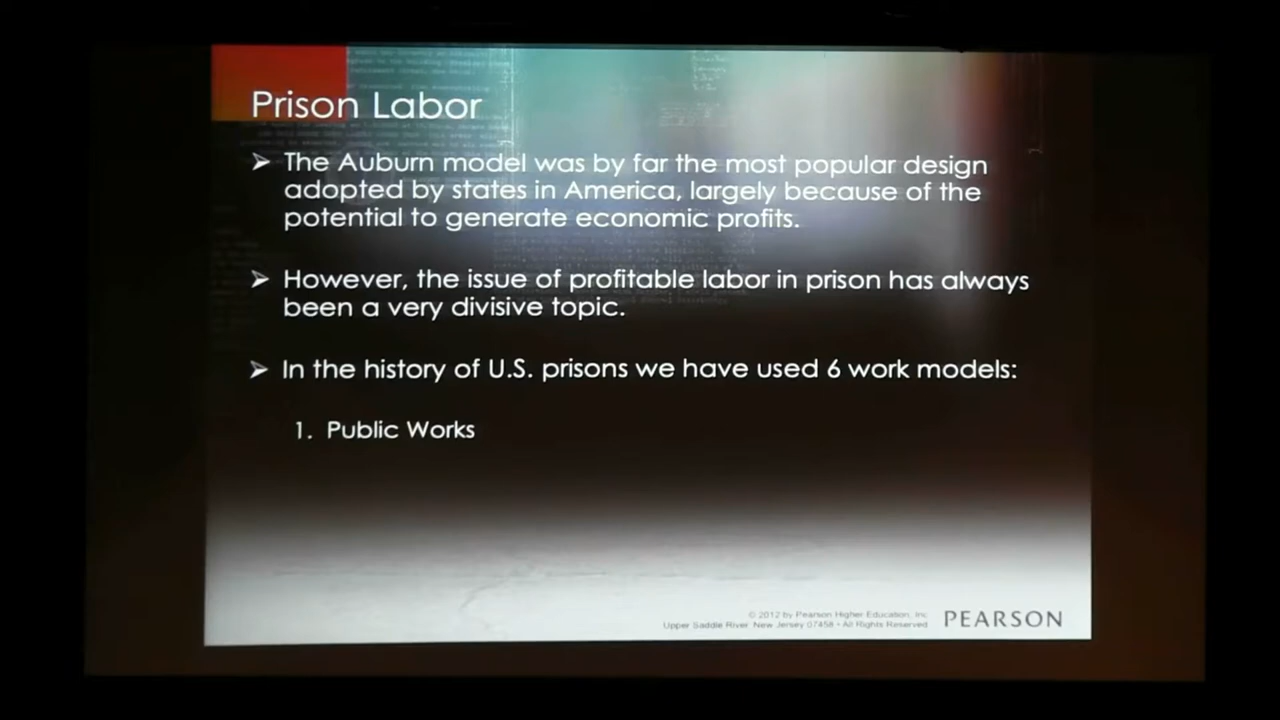 Prison Labor
➢ The Auburn model was by far the most popular design
adopted by states in America, largely because of the
potential to generate economic profits.
➢ However, the issue of profitable labor in prison has always
been a very divisive topic.
➢ In the history of U.S. prisons we have used 6 work models:
1. Public Works
© 2012 by Pearson Higher Education, Inc
Upper Saddle River, New Jersey 07458 • All Rights Reserved
PEARSON